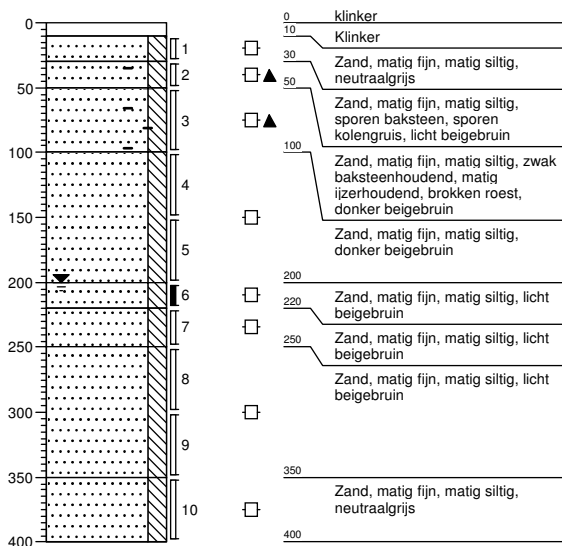 0
50
100
150
200
250
300
350
400
1
2
3
4
5
6
7
8
9
10
0
klinker
10
Klinker
30
Zand, matig fijn, matig siltig,
neutraalgrijs
50
Zand, matig fijn, matig siltig,
sporen baksteen, sporen
kolengruis, licht beigebruin
100
Zand, matig fijn, matig siltig, zwak
baksteenhoudend, matig
ijzerhoudend, brokken roest,
donker beigebruin
Zand, matig fijn, matig siltig,
donker beigebruin
200
Zand, matig fijn, matig siltig, licht
beigebruin
220
Zand, matig fijn, matig siltig, licht
beigebruin
250
Zand, matig fijn, matig siltig, licht
beigebruin
350
Zand, matig fijn, matig siltig,
neutraalgrijs
400